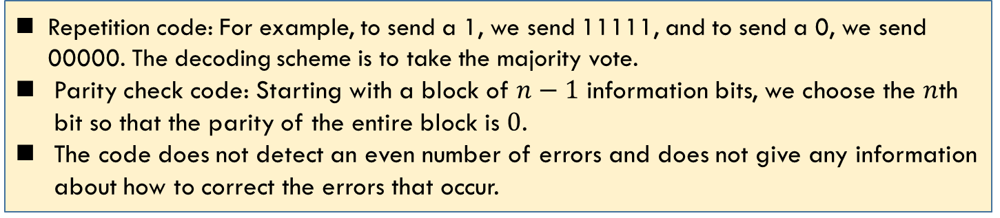 ■ Repetition code: For example, to send a 1, we send 11111, and to send a 0, we send
00000. The decoding scheme is to take the majority vote.
■ Parity check code: Starting with a block of n − 1 information bits, we choose the nth
bit so that the parity of the entire block is 0.
■ The code does not detect an even number of errors and does not give any information
about how to correct the errors that occur.